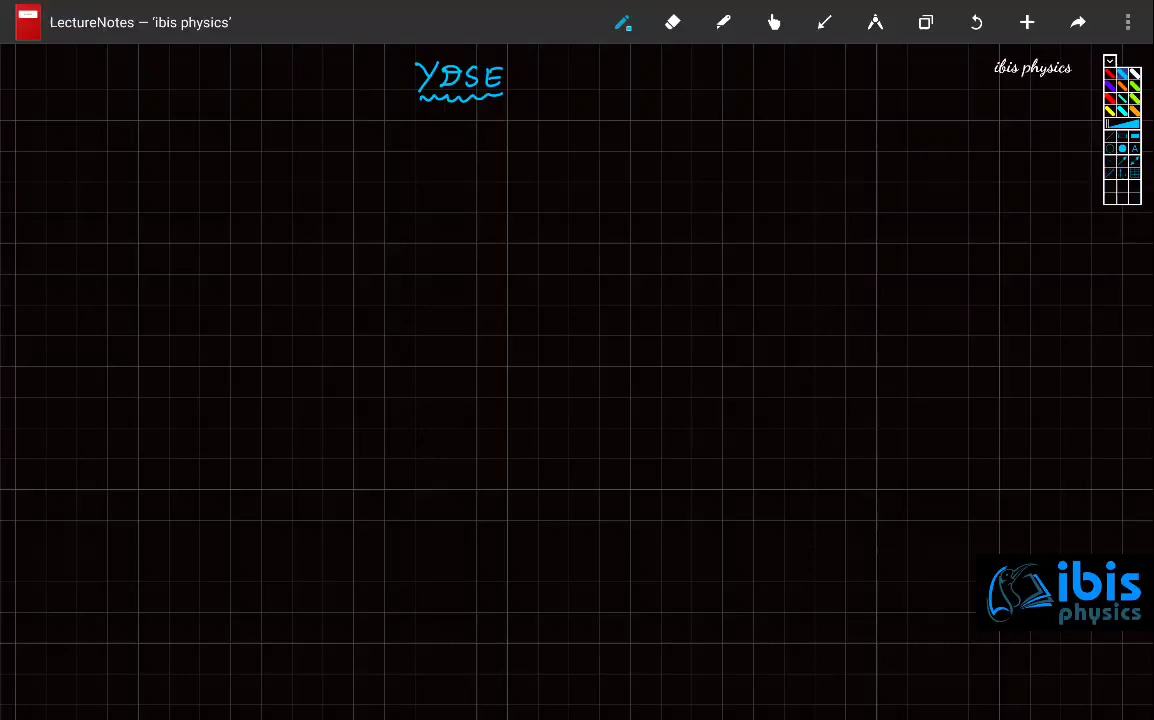 LectureNotes — ‘ibis physics’
YDSE
ibis physics
A
ibis
physics